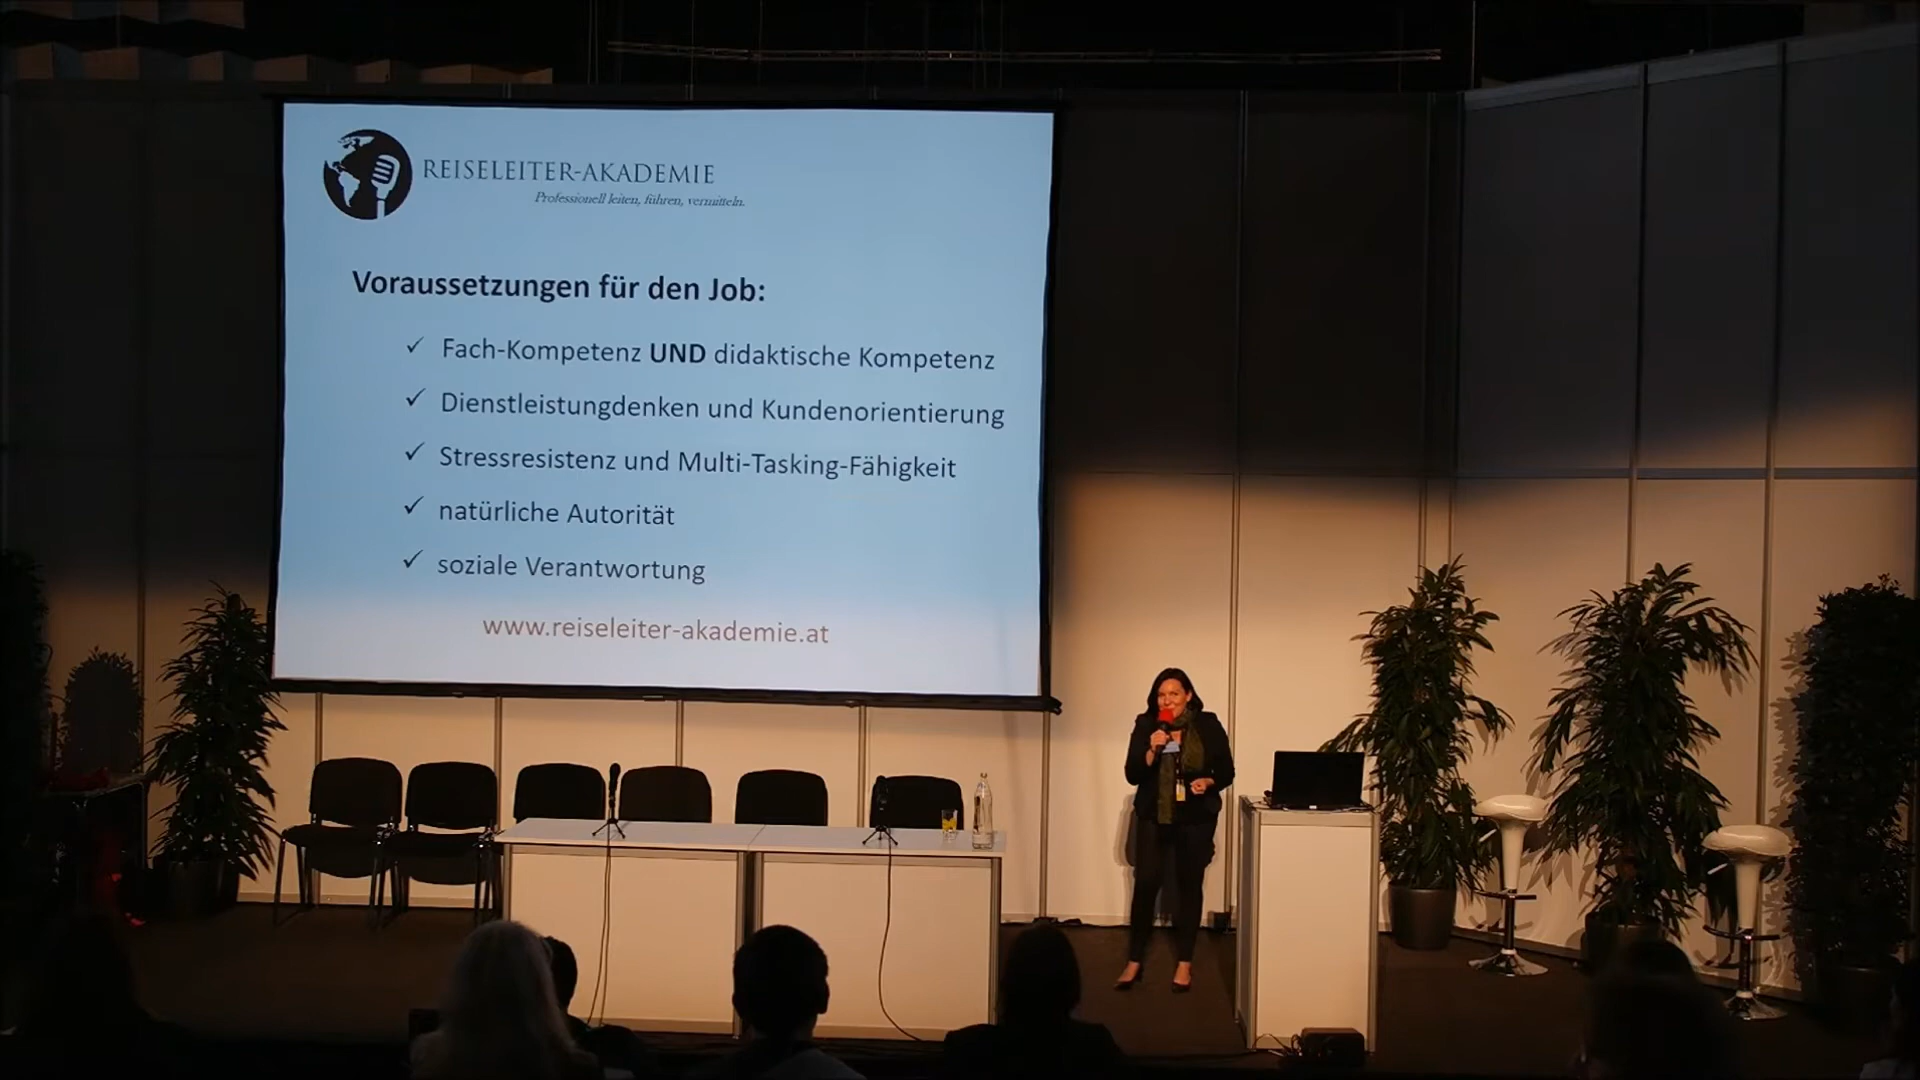 REISELEITER-AKADEMIE
Professionell leiten, führen, vermitteln.
Voraussetzungen für den Job:
✓ Fach-Kompetenz UND didaktische Kompetenz
✓ Dienstleistungdenken und Kundenorientierung
✓ Stressresistenz und Multi-Tasking-Fähigkeit
✓ natürliche Autorität
✓ soziale Verantwortung
www.reiseleiter-akademie.at